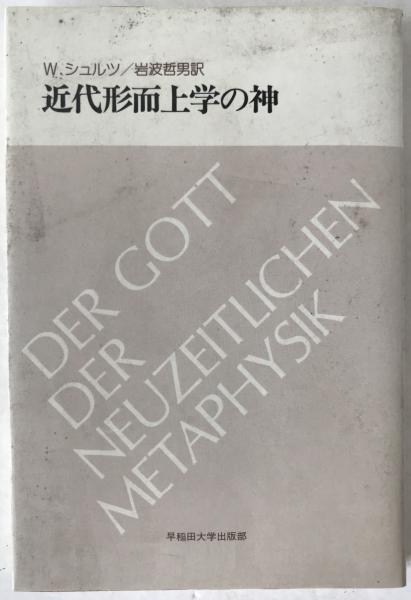 W.シュルツ/岩波哲男訳
近代形而上学の神
DER GOTT
DER
NEUZEITLICHEN
METAPHYSIK
早稲田大学出版部